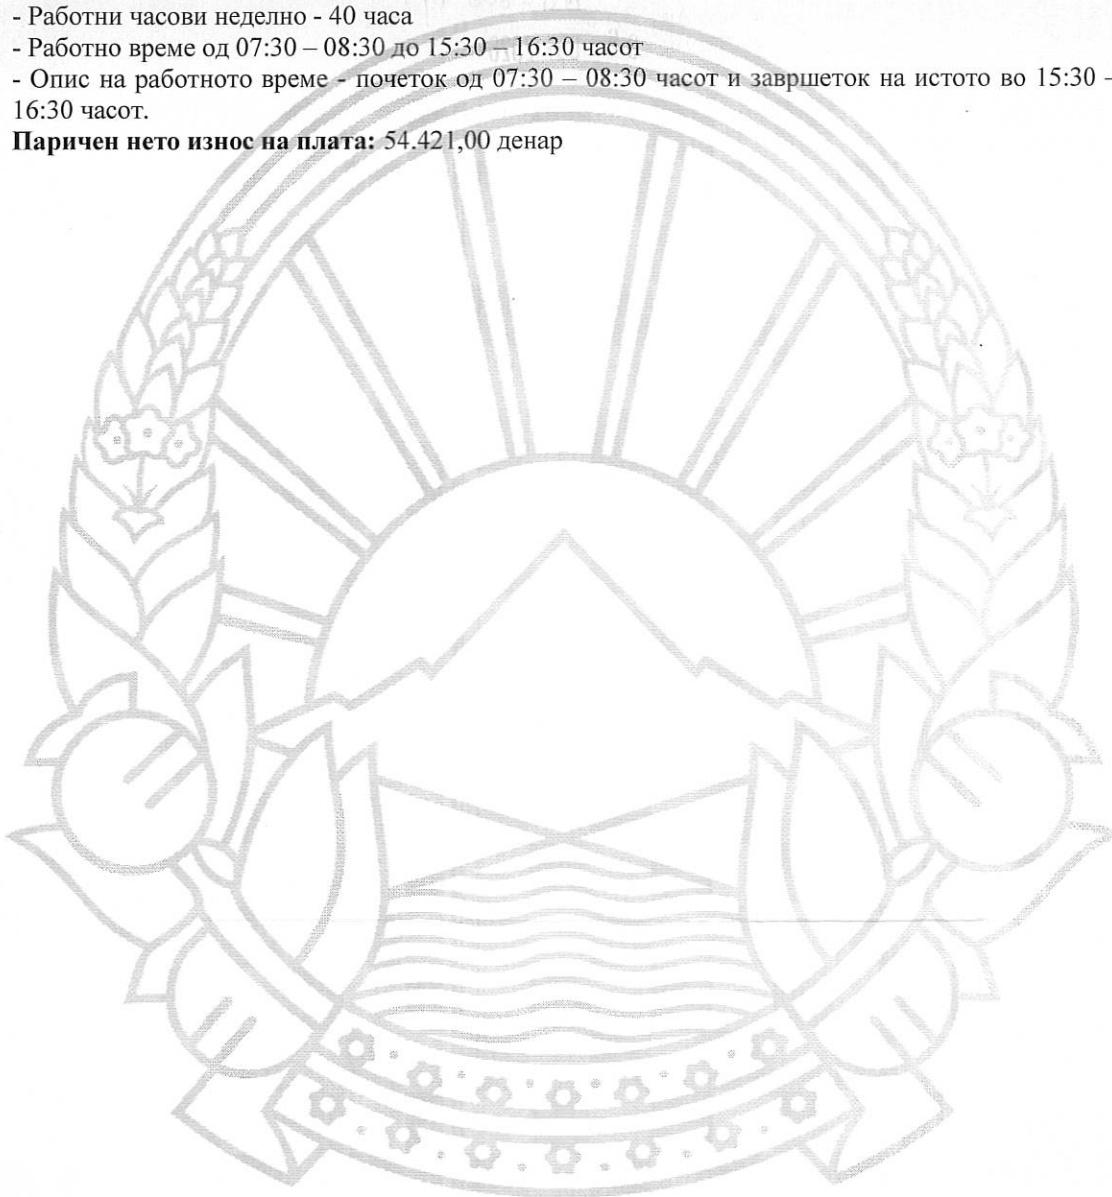 - Работни часови неделно - 40 часа
- Работно време од 07:30 – 08:30 до 15:30 – 16:30 часот
- Опис на работното време - почеток од 07:30 – 08:30 часот и завршеток на истото во 15:30 –
16:30 часот.
Паричен нето износ на плата: 54.421,00 денар